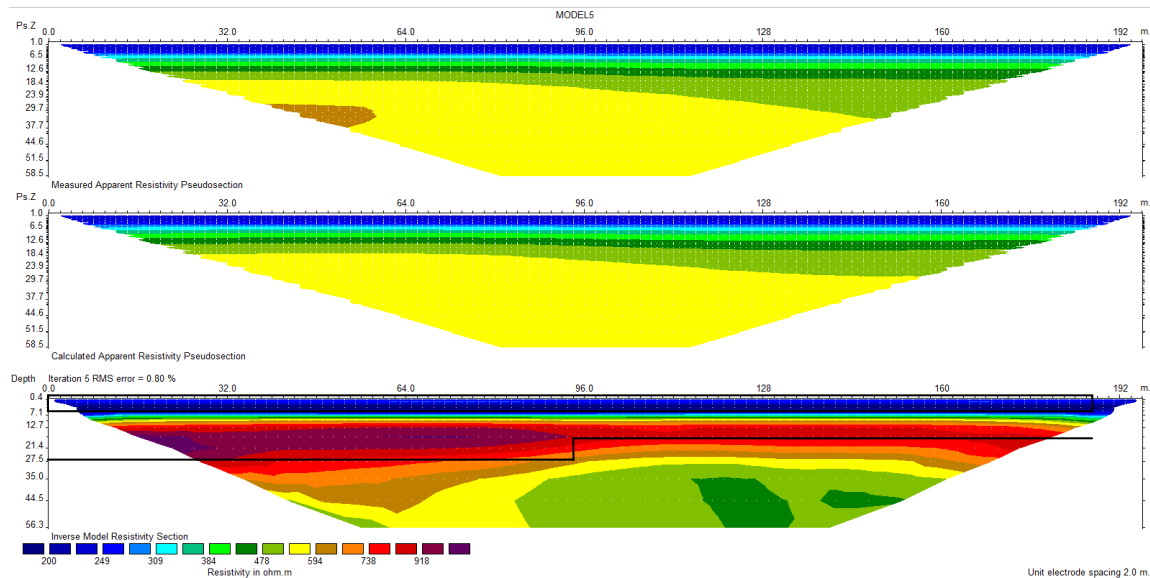 MODEL5
Ps.Z 0.0 32.0 64.0 96.0 128 160 192 m.
1.0
6.5
12.6
18.4
23.9
29.7
37.7
44.6
51.5
58.5
Measured Apparent Resistivity Pseudosection
Ps.Z 0.0 32.0 64.0 96.0 128 160 192 m.
1.0
6.5
12.6
18.4
23.9
29.7
37.7
44.6
51.5
58.5
Calculated Apparent Resistivity Pseudosection
Depth Iteration 5 RMS error = 0.80 %
0.0 32.0 64.0 96.0 128 160 192 m.
0.4
7.1
14.2
21.4
27.5
36.0
44.5
56.3
Inverse Model Resistivity Section
200 249 309 384 478 594 738 918
Resistivity in ohm.m
Unit electrode spacing 2.0 m.